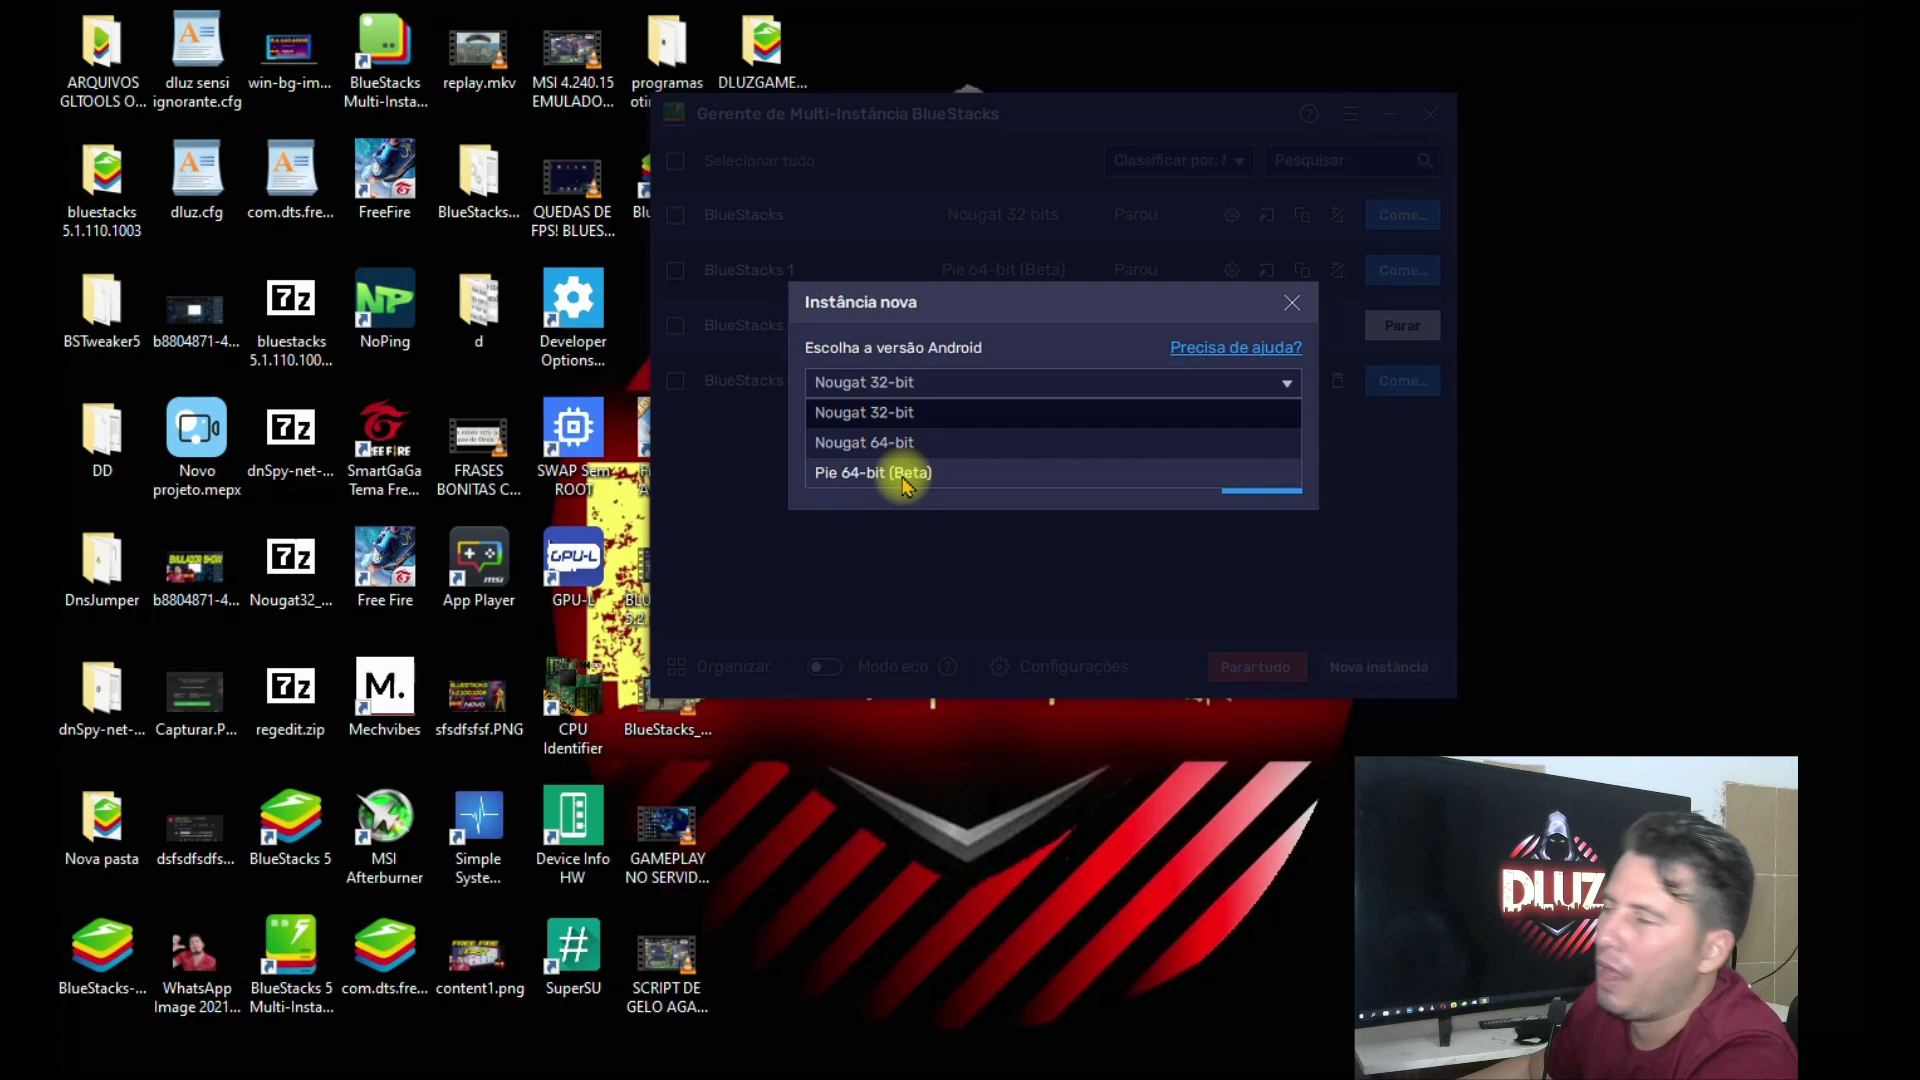 ARQUIVOS
GLTOOLS O...
dluz sensi
ignorante.cfg
win-bg-im...
BlueStacks
Multi-Insta...
replay.mkv
MSI 4.240.15
EMULADO...
programas
DLUZGAME...
bluestacks
5.1.110.1003
dluz.cfg
com.dts.fre...
FreeFire
BlueStacks...
QUEDAS DE
FPS! BLUES...
BSTweaker5
b8804871-4...
bluestacks
5.1.110.100...
NoPing
d
Developer
Options...
DD
Novo
projeto.mepx
dnSpy-net-...
SmartGaGa
Tema Fre...
FRASES
BONITAS C...
SWAP Sem
ROOT
DnsJumper
b8804871-4...
Nougat32_...
Free Fire
App Player
GPU-L
dnSpy-net-...
Capturar.P...
regedit.zip
Mechvibes
sfsdfsfsf.PNG
CPU
Identifier
BlueStacks_...
Nova pasta
dsfsdfsdfs...
BlueStacks 5
MSI
Afterburner
Simple
Syste...
Device Info
HW
GAMEPLAY
NO SERVID...
BlueStacks-...
WhatsApp
Image 2021...
BlueStacks 5
Multi-Insta...
com.dts.fre...
content1.png
SuperSU
SCRIPT DE
GELO AGA...
Gerente de Multi-Instância BlueStacks
Selecionar tudo
Classificar por:
Pesquisar
BlueStacks Nougat 32 bits Parou Come...
BlueStacks 1 Pie 64-bit (Beta) Parou Come...
BlueStacks Parar
BlueStacks Come...
Instância nova
Escolha a versão Android
Precisa de ajuda?
Nougat 32-bit
Nougat 32-bit
Nougat 64-bit
Pie 64-bit (Beta)
Organizar
Modo eco
Configurações
Parar tudo
Nova instância
DLUZ